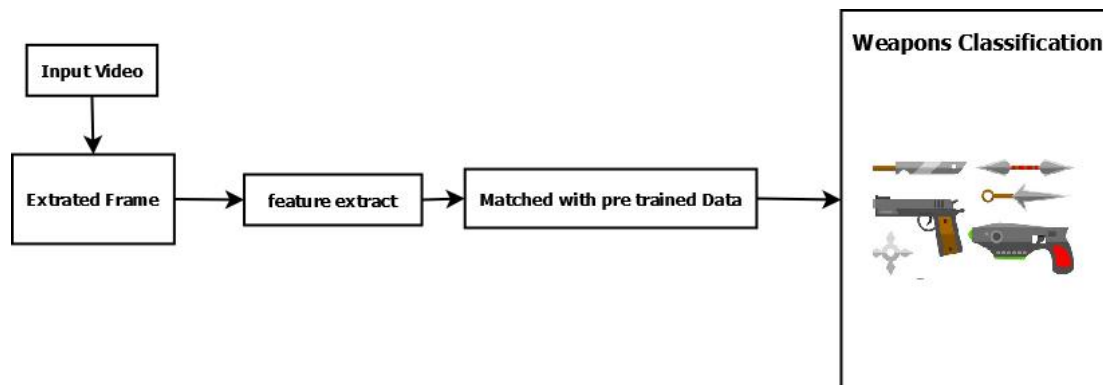 Input Video
Extrated Frame
feature extract
Matched with pre trained Data
Weapons Classification